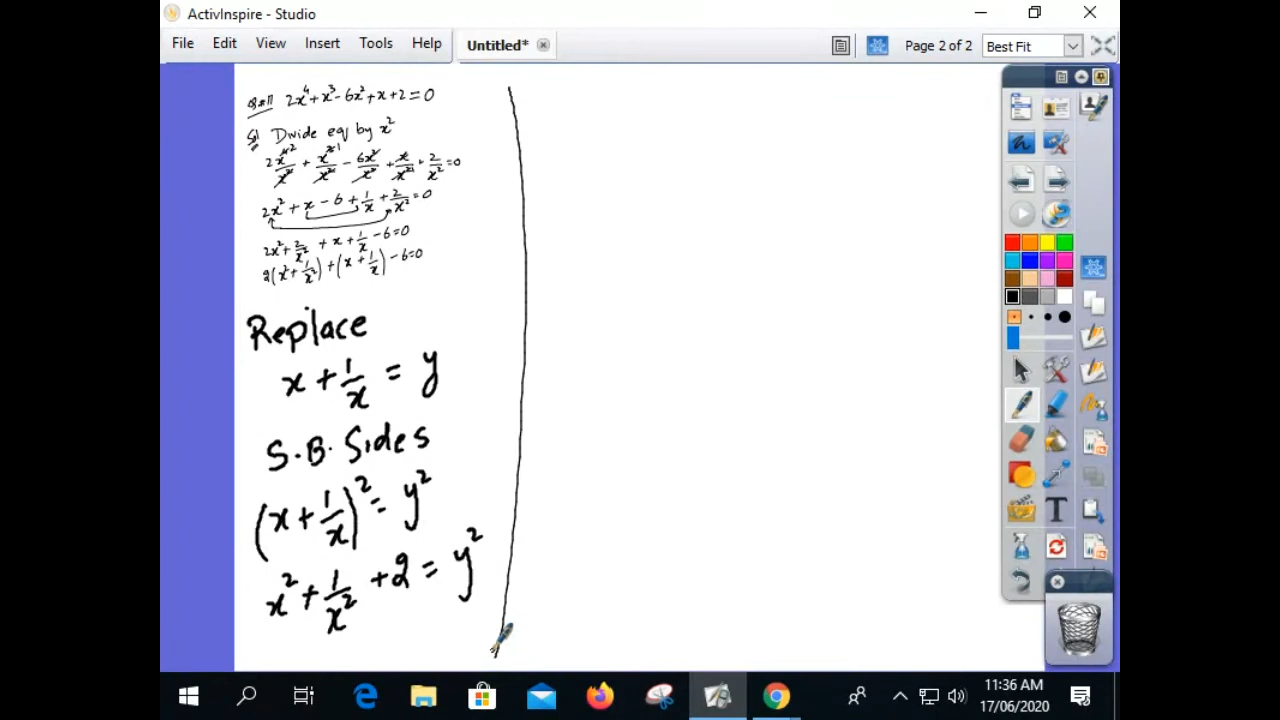 ActivInspire - Studio
File Edit View Insert Tools Help Untitled* Page 2 of 2 Best Fit
Q#11 2x⁴+x³-6x²+x+2=0
Sol Divide eq by x²
2x⁴/x² + x³/x² - 6x²/x² + x/x² + 2/x² =0
2x² + x - 6 + 1/x + 2/x² =0
2x²+ 2/x² + x + 1/x -6=0
2(x²+ 1/x²) + (x + 1/x) -6=0
Replace
x + 1/x = y
S.B. Sides
(x + 1/x)² = y²
x² + 1/x² + 2 = y²
T
11:36 AM
17/06/2020